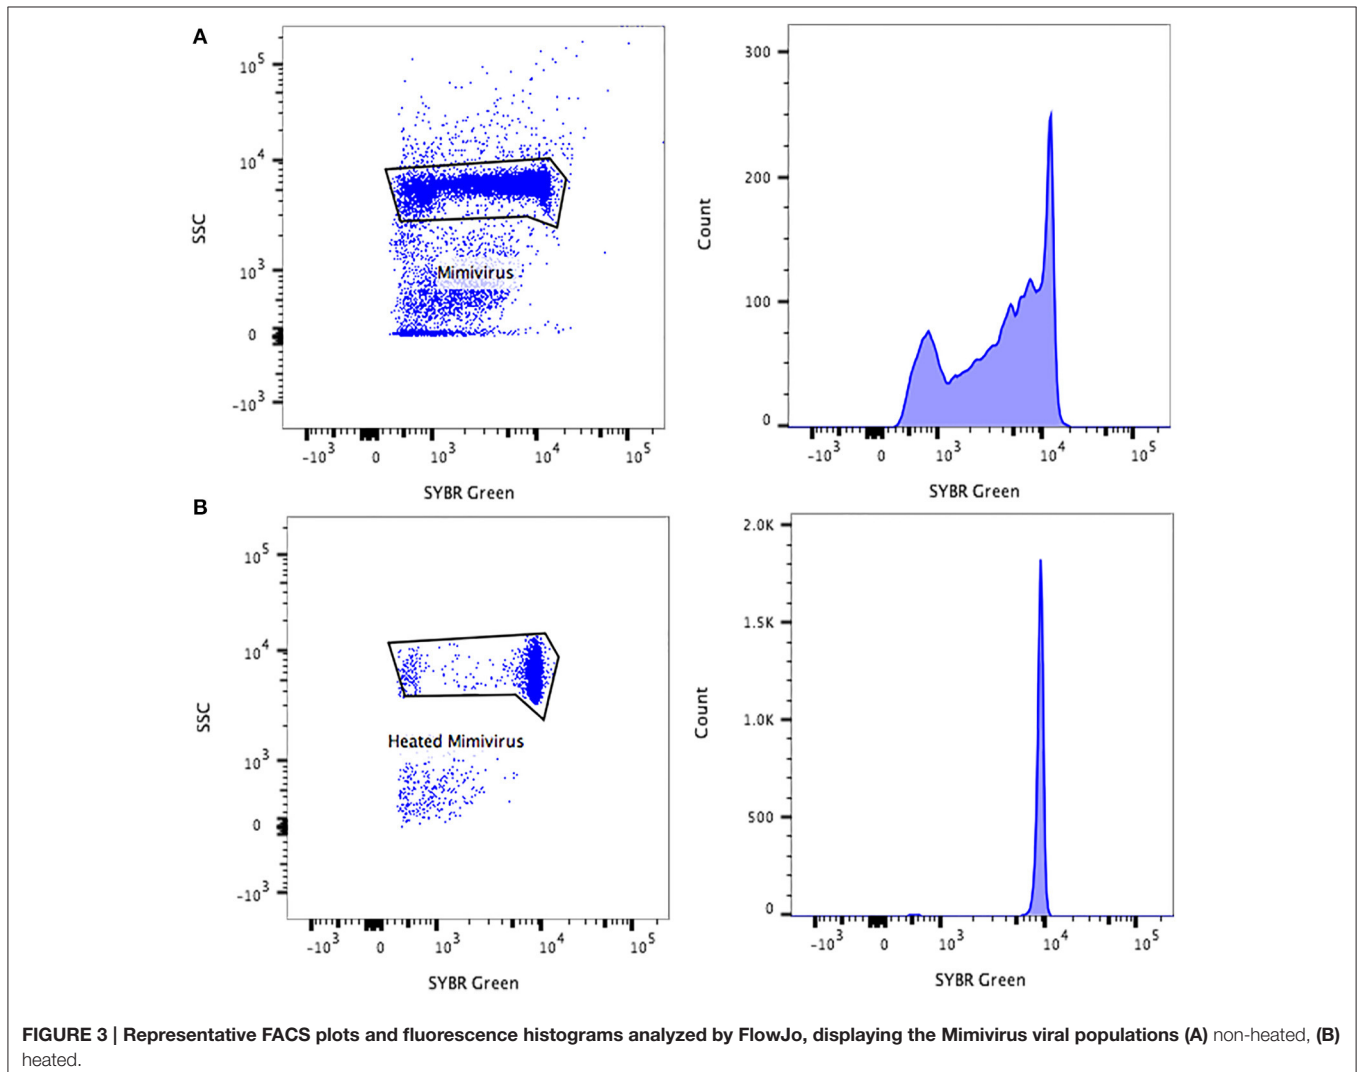 A
SSC
10^5
10^4
10^3
0
-10^3
Mimivirus
-10^3 0 10^3 10^4 10^5
SYBR Green
Count
300
200
100
0
-10^3 0 10^3 10^4 10^5
SYBR Green
B
SSC
10^5
10^4
10^3
0
-10^3
Heated Mimivirus
-10^3 0 10^3 10^4 10^5
SYBR Green
Count
2.0K
1.5K
1.0K
500
0
-10^3 0 10^3 10^4 10^5
SYBR Green
FIGURE 3 | Representative FACS plots and fluorescence histograms analyzed by FlowJo, displaying the Mimivirus viral populations (A) non-heated, (B)
heated.